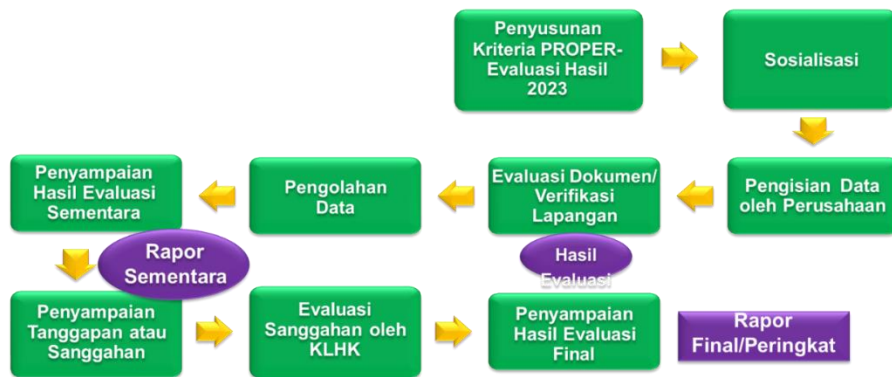 Penyusunan
Kriteria PROPER-
Evaluasi Hasil
2023
Sosialisasi
Pengisian Data
oleh Perusahaan
Evaluasi Dokumen/
Verifikasi
Lapangan
Hasil
Evaluasi
Pengolahan
Data
Penyampaian
Hasil Evaluasi
Sementara
Rapor
Sementara
Penyampaian
Tanggapan atau
Sanggahan
Evaluasi
Sanggahan oleh
KLHK
Penyampaian
Hasil Evaluasi
Final
Rapor
Final/Peringkat